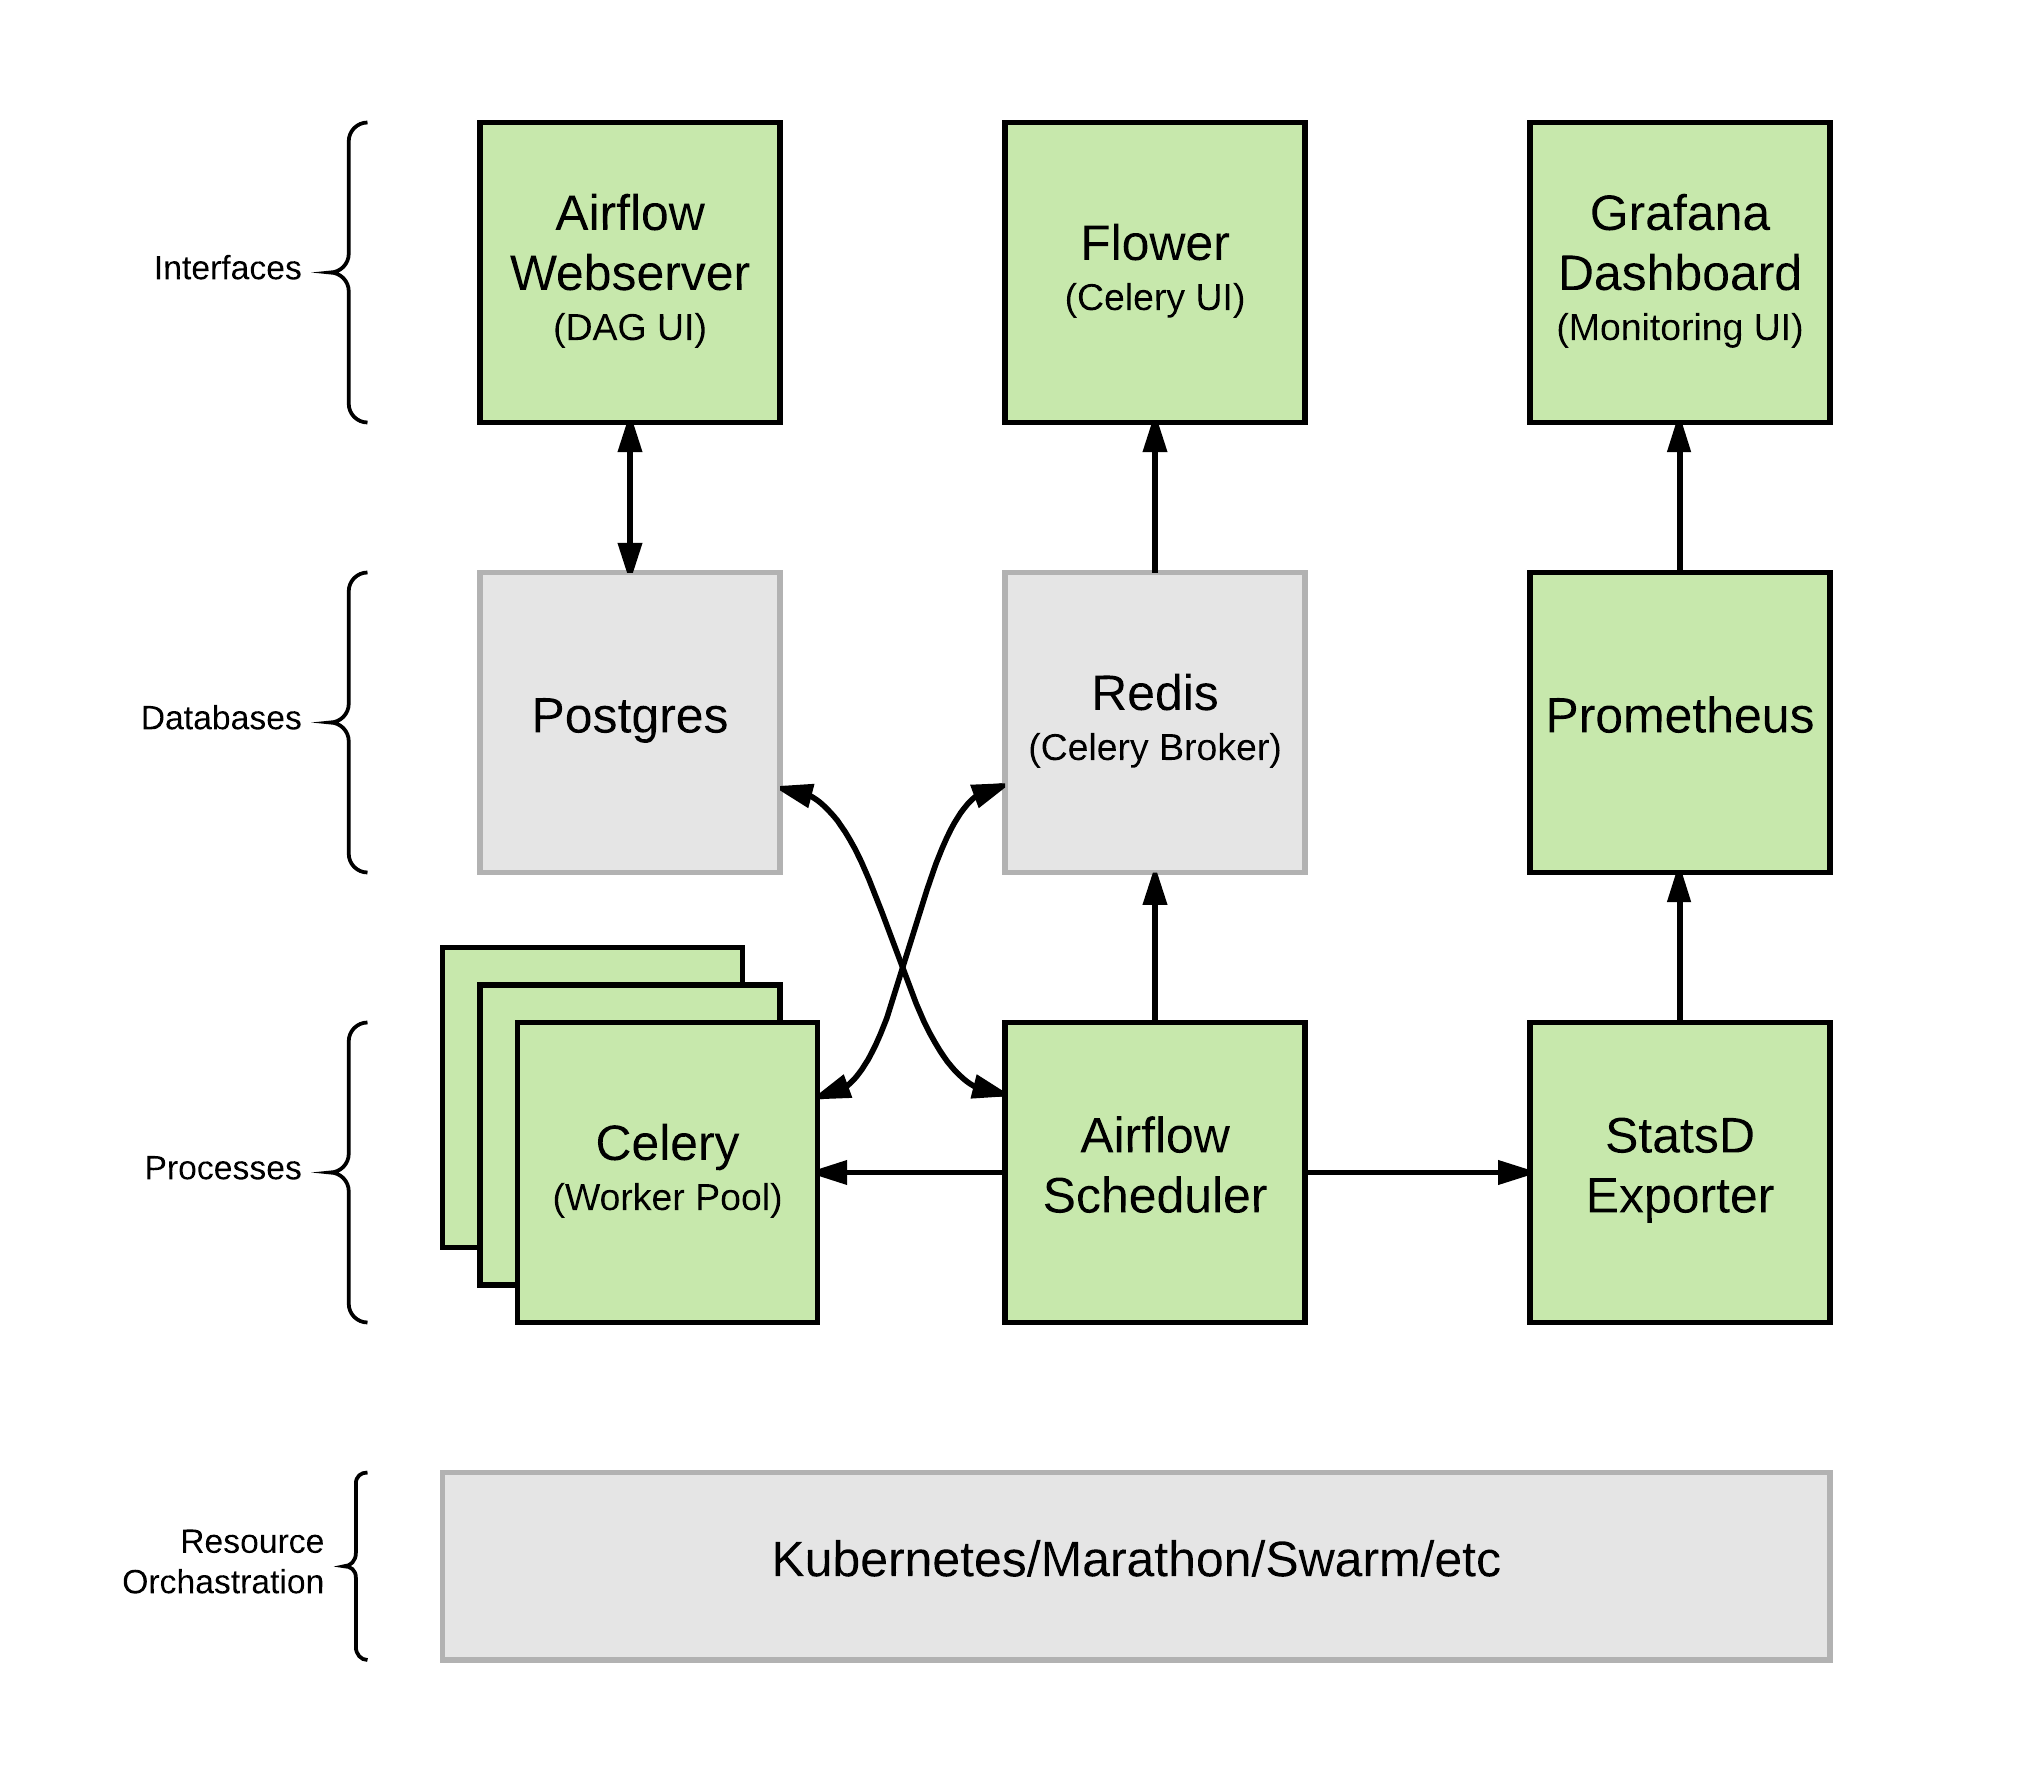 Interfaces
Airflow
Webserver
(DAG UI)
Flower
(Celery UI)
Grafana
Dashboard
(Monitoring UI)
Databases
Postgres
Redis
(Celery Broker)
Prometheus
Processes
Celery
(Worker Pool)
Airflow
Scheduler
StatsD
Exporter
Resource
Orchastration
Kubernetes/Marathon/Swarm/etc